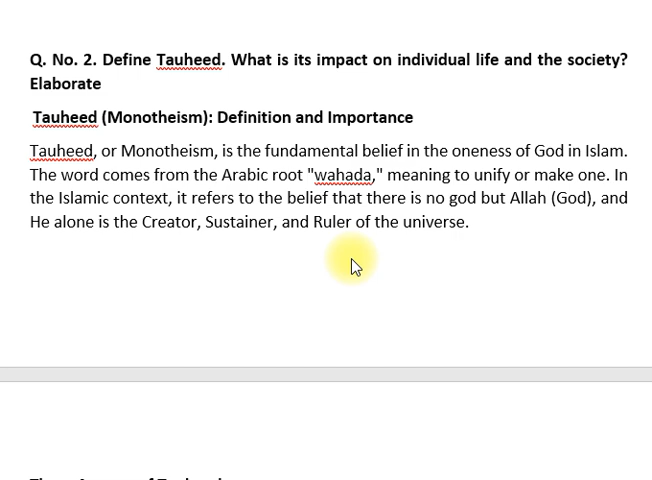 Q. No. 2. Define Tauheed. What is its impact on individual life and the society?
Elaborate
Tauheed (Monotheism): Definition and Importance
Tauheed, or Monotheism, is the fundamental belief in the oneness of God in Islam.
The word comes from the Arabic root "wahada," meaning to unify or make one. In
the Islamic context, it refers to the belief that there is no god but Allah (God), and
He alone is the Creator, Sustainer, and Ruler of the universe.